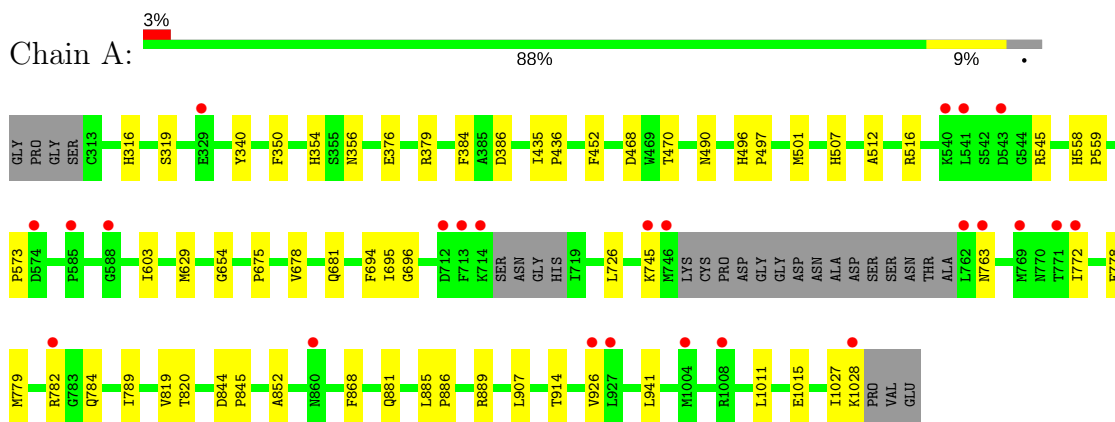 3%
Chain A:
88% 9%
GLY PRO GLY SER C313 H316 S319 E329 Y340 F350 H354 S355 N356 E376 R379 F384 A385 D386 I435 P436 F452 D468 W469 T470 N490 H496 P497 M501 H507 A512 R516 K540 L541 S542 D543 G544 R545 H558 P559
P573 D574 P585 G588 I603 M629 G654 P675 V678 Q681 F694 I695 G696 D712 F713 K714 SER ASN GLY HIS I719 L726 K745 M746 LYS CYS PRO ASP GLY GLY ASP ASN ALA ASP SER SER ASN THR ALA L762 N763 M769 N770 T771 I772
M779 R782 G783 Q784 I789 V819 T820 D844 P845 A852 N860 F868 Q881 L885 P886 R889 L907 T914 V926 L927 L941 M1004 R1008 L1011 E1015 I1027 K1028 PRO VAL GLU